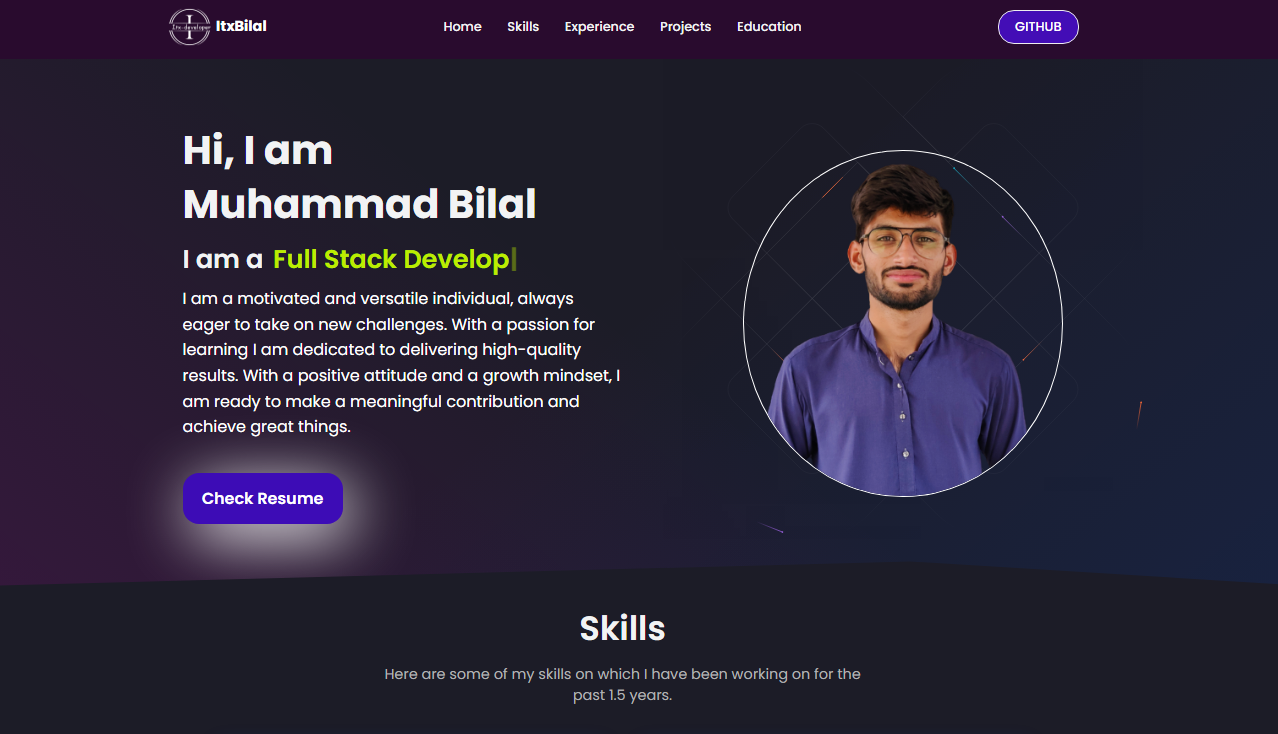 ItxBilal
Home Skills Experience Projects Education
GITHUB
Hi, I am
Muhammad Bilal
I am a Full Stack Develop
I am a motivated and versatile individual, always
eager to take on new challenges. With a passion for
learning I am dedicated to delivering high-quality
results. With a positive attitude and a growth mindset, I
am ready to make a meaningful contribution and
achieve great things.
Check Resume
Skills
Here are some of my skills on which I have been working on for the
past 1.5 years.